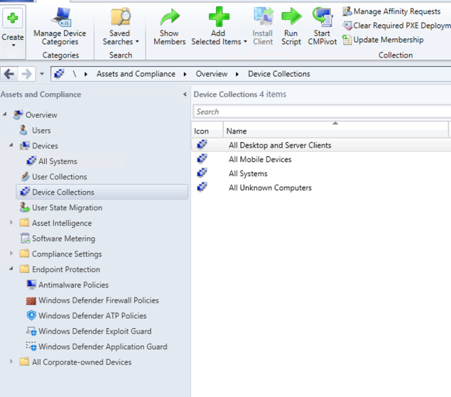 Create
Manage Device
Categories
Categories
Saved
Searches
Search
Show
Members
Add
Selected Items
Install
Client
Run
Script
Start
CMPivot
Manage Affinity Requests
Clear Required PXE Deploym
Update Membership
Collection
\ Assets and Compliance Overview Device Collections
Assets and Compliance
Overview
Users
Devices
All Systems
User Collections
Device Collections
User State Migration
Asset Intelligence
Software Metering
Compliance Settings
Endpoint Protection
Antimalware Policies
Windows Defender Firewall Policies
Windows Defender ATP Policies
Windows Defender Exploit Guard
Windows Defender Application Guard
All Corporate-owned Devices
Device Collections 4 items
Search
Icon Name
All Desktop and Server Clients
All Mobile Devices
All Systems
All Unknown Computers